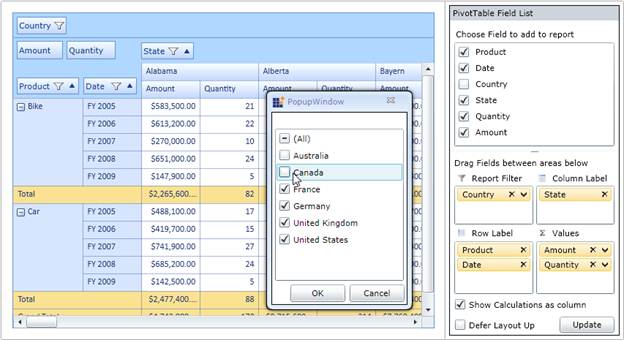 Country
Amount Quantity State
Alabama Alberta Bayern
Product Date Amount Quantity Amount Quantity Amount
Bike FY 2005 $583,500.00 21
FY 2006 $613,200.00 22
FY 2007 $270,000.00 10
FY 2008 $651,000.00 24
FY 2009 $147,900.00 5
Total $2,265,600.... 82
Car FY 2005 $488,100.00 17
FY 2006 $419,700.00 15
FY 2007 $741,900.00 27
FY 2008 $685,200.00 24
FY 2009 $142,500.00 5
Total $2,477,400.... 88
PopupWindow
(All)
Australia
Canada
France
Germany
United Kingdom
United States
OK Cancel
PivotTable Field List
Choose Field to add to report
Product
Date
Country
State
Quantity
Amount
Drag Fields between areas below
Report Filter Column Label
Country State
Row Label Σ Values
Product Amount
Date Quantity
Show Calculations as column
Defer Layout Up Update